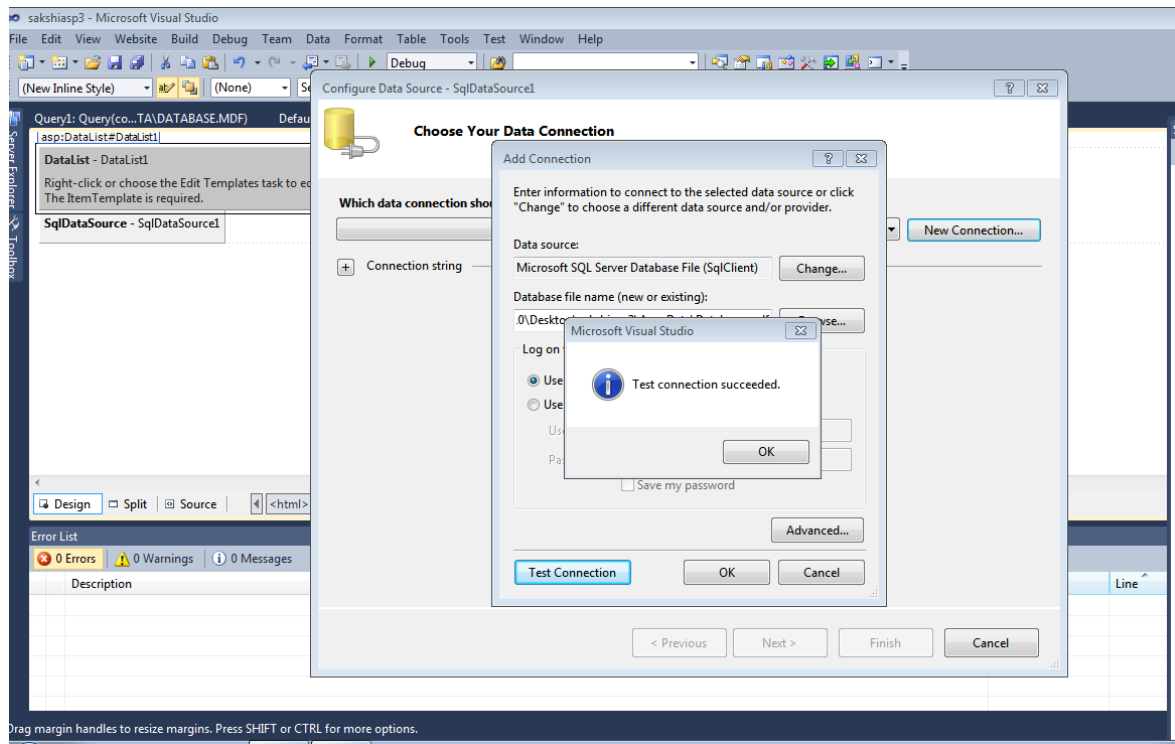 sakshiasp3 - Microsoft Visual Studio
File Edit View Website Build Debug Team Data Format Table Tools Test Window Help
Debug
(New Inline Style) (None)
Configure Data Source - SqlDataSource1
Query1: Query(co...TA\DATABASE.MDF)
Choose Your Data Connection
asp:DataList#DataList1
DataList - DataList1
Right-click or choose the Edit Templates task to
The ItemTemplate is required.
SqlDataSource - SqlDataSource1
Server Explorer
Toolbox
Which data connection
New Connection...
Connection string
Add Connection
Enter information to connect to the selected data source or click
"Change" to choose a different data source and/or provider.
Data source:
Microsoft SQL Server Database File (SqlClient)
Change...
Database file name (new or existing):
Microsoft Visual Studio
Log on
Use
Use
Test connection succeeded.
OK
Save my password
Advanced...
Test Connection OK Cancel
< Previous Next > Finish Cancel
Design Split Source <html>
Error List
0 Errors 0 Warnings 0 Messages
Description Line
Drag margin handles to resize margins. Press SHIFT or CTRL for more options.